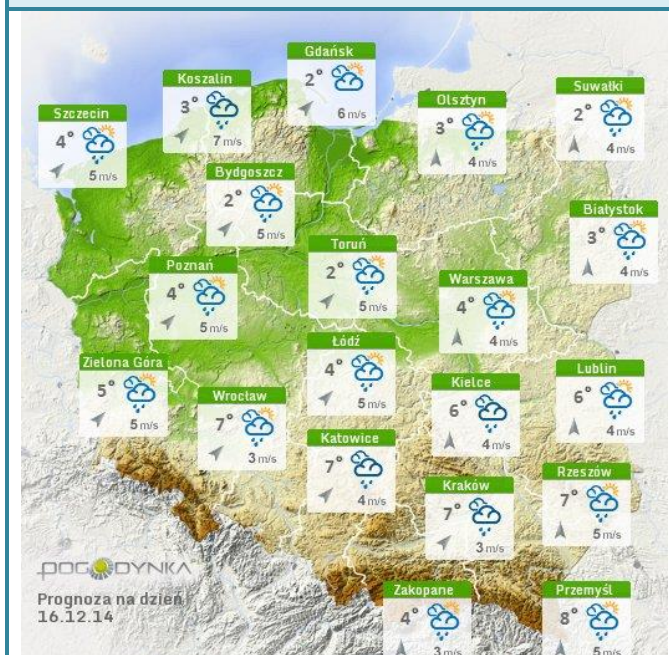 Gdańsk
2°
6 m/s
Koszalin
3°
7 m/s
Suwałki
2°
4 m/s
Olsztyn
3°
4 m/s
Szczecin
4°
5 m/s
Bydgoszcz
2°
5 m/s
Białystok
3°
4 m/s
Toruń
2°
5 m/s
Poznań
4°
5 m/s
Warszawa
4°
4 m/s
Łódź
4°
5 m/s
Zielona Góra
5°
5 m/s
Lublin
6°
4 m/s
Kielce
6°
4 m/s
Wrocław
7°
3 m/s
Katowice
7°
4 m/s
Rzeszów
7°
5 m/s
Kraków
7°
3 m/s
POGODYNKA
Prognoza na dzień
16.12.14
Zakopane
4°
3 m/s
Przemyśl
8°
5 m/s